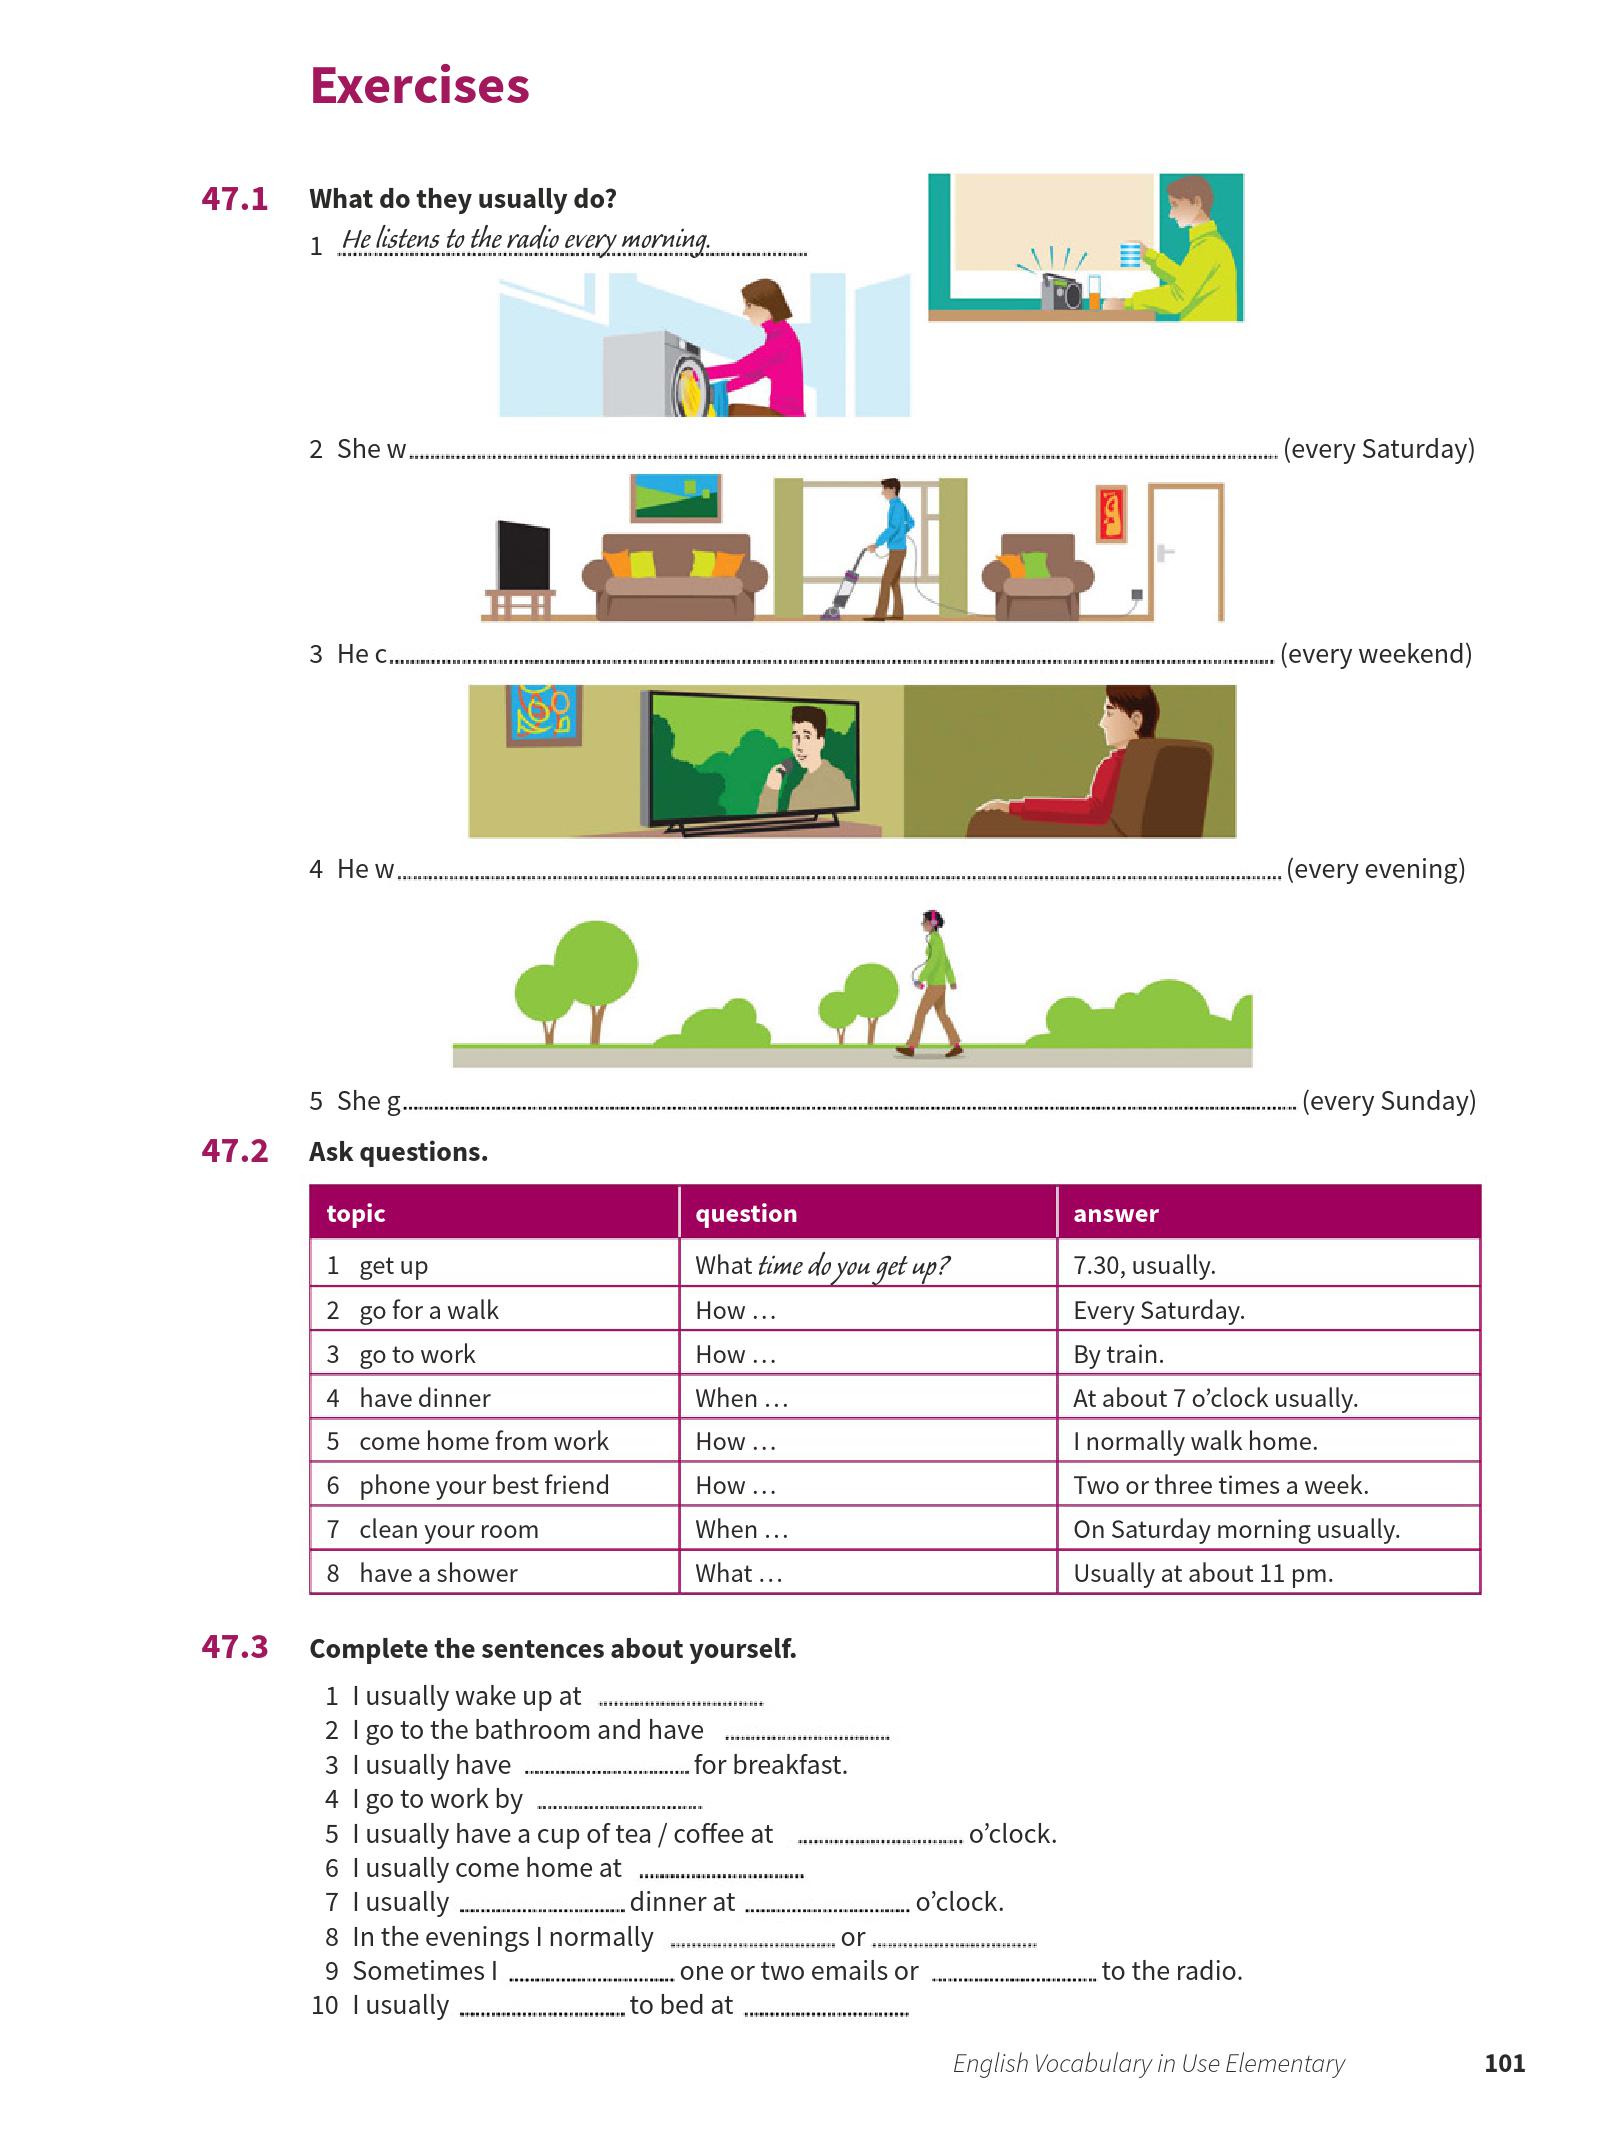 Exercises
47.1 What do they usually do?
1 He listens to the radio every morning.
2 She w (every Saturday)
3 He c (every weekend)
4 He w (every evening)
5 She g (every Sunday)
47.2 Ask questions.
topic question answer
1 get up What time do you get up? 7.30, usually.
2 go for a walk How … Every Saturday.
3 go to work How … By train.
4 have dinner When … At about 7 o’clock usually.
5 come home from work How … I normally walk home.
6 phone your best friend How … Two or three times a week.
7 clean your room When … On Saturday morning usually.
8 have a shower What … Usually at about 11 pm.
47.3 Complete the sentences about yourself.
1 I usually wake up at
2 I go to the bathroom and have
3 I usually have for breakfast.
4 I go to work by
5 I usually have a cup of tea / coffee at o’clock.
6 I usually come home at
7 I usually dinner at o’clock.
8 In the evenings I normally or
9 Sometimes I one or two emails or to the radio.
10 I usually to bed at
English Vocabulary in Use Elementary 101